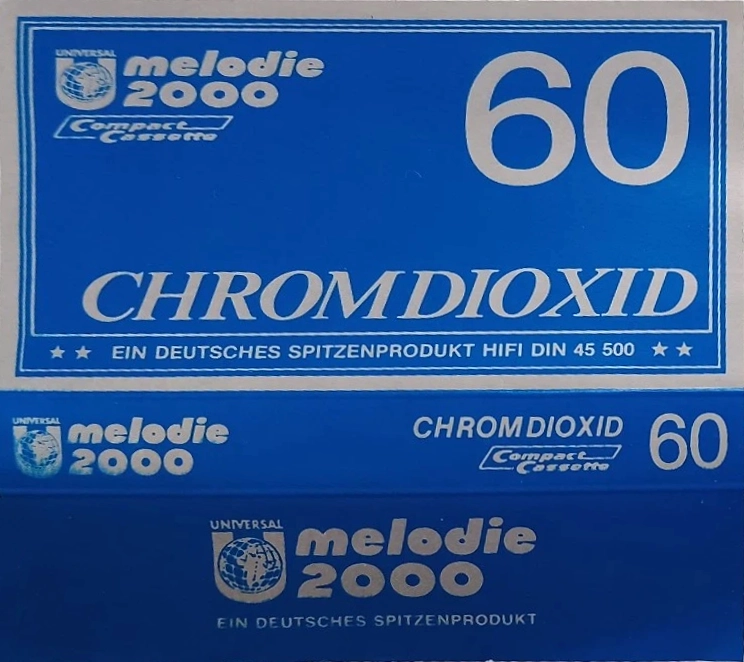 UNIVERSAL
melodie
2000
Compact
Cassette
60
CHROMDIOXID
★★ EIN DEUTSCHES SPITZENPRODUKT HIFI DIN 45 500 ★★
UNIVERSAL
melodie
2000
CHROMDIOXID
Compact
Cassette
60
UNIVERSAL
melodie
2000
EIN DEUTSCHES SPITZENPRODUKT